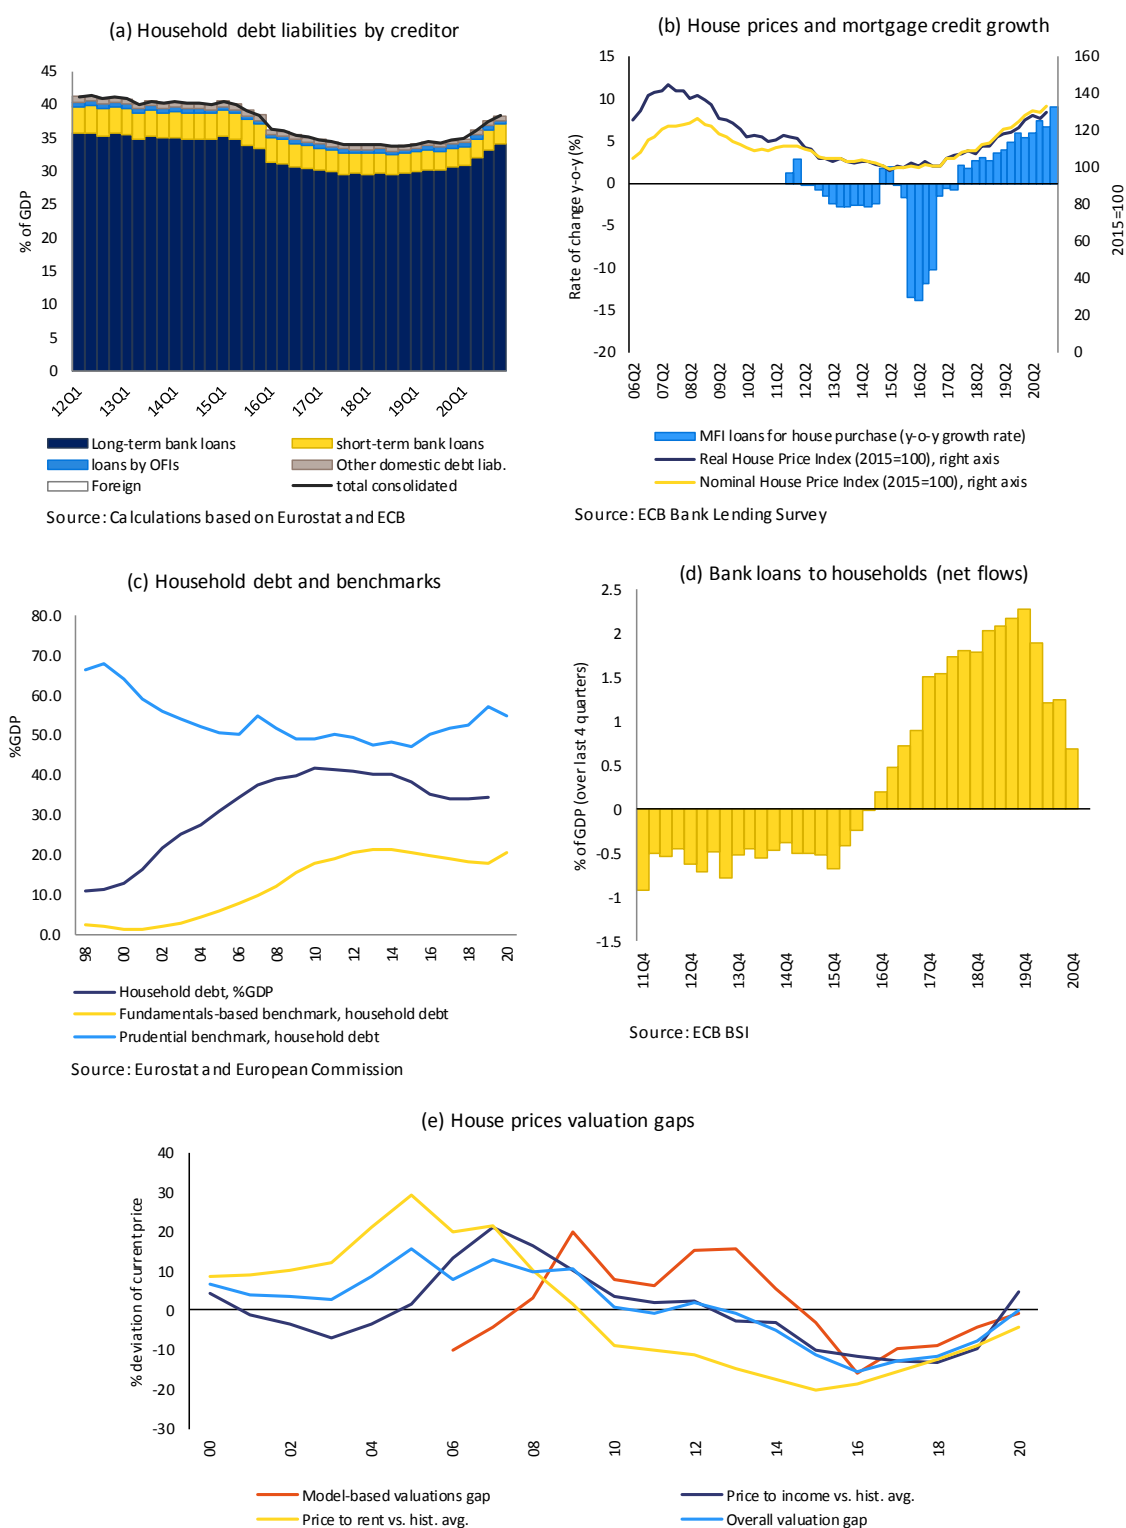 (a) Household debt liabilities by creditor
45
40
35
30
25
20
15
10
5
0
% of GDP
12Q1
13Q1
14Q1
15Q1
16Q1
17Q1
18Q1
19Q1
20Q1
Long-term bank loans
short-term bank loans
loans by OFIs
Other domestic debt liab.
Foreign
total consolidated
Source: Calculations based on Eurostat and ECB
(b) House prices and mortgage credit growth
15
10
5
0
-5
-10
-15
-20
Rate of change y-o-y (%)
160
140
120
100
80
60
40
20
0
2015=100
06Q2
07Q2
08Q2
09Q2
10Q2
11Q2
12Q2
13Q2
14Q2
15Q2
16Q2
17Q2
18Q2
19Q2
20Q2
MFI loans for house purchase (y-o-y growth rate)
Real House Price Index (2015=100), right axis
Nominal House Price Index (2015=100), right axis
Source: ECB Bank Lending Survey
(c) Household debt and benchmarks
80.0
70.0
60.0
50.0
40.0
30.0
20.0
10.0
0.0
%GDP
98
00
02
04
06
08
10
12
14
16
18
20
Household debt, %GDP
Fundamentals-based benchmark, household debt
Prudential benchmark, household debt
Source: Eurostat and European Commission
(d) Bank loans to households (net flows)
2.5
2
1.5
1
0.5
0
-0.5
-1
-1.5
% of GDP (over last 4 quarters)
11Q4
12Q4
13Q4
14Q4
15Q4
16Q4
17Q4
18Q4
19Q4
20Q4
Source: ECB BSI
(e) House prices valuation gaps
40
30
20
10
0
-10
-20
-30
% deviation of current price
00
02
04
06
08
10
12
14
16
18
20
Model-based valuations gap
Price to income vs. hist. avg.
Price to rent vs. hist. avg.
Overall valuation gap